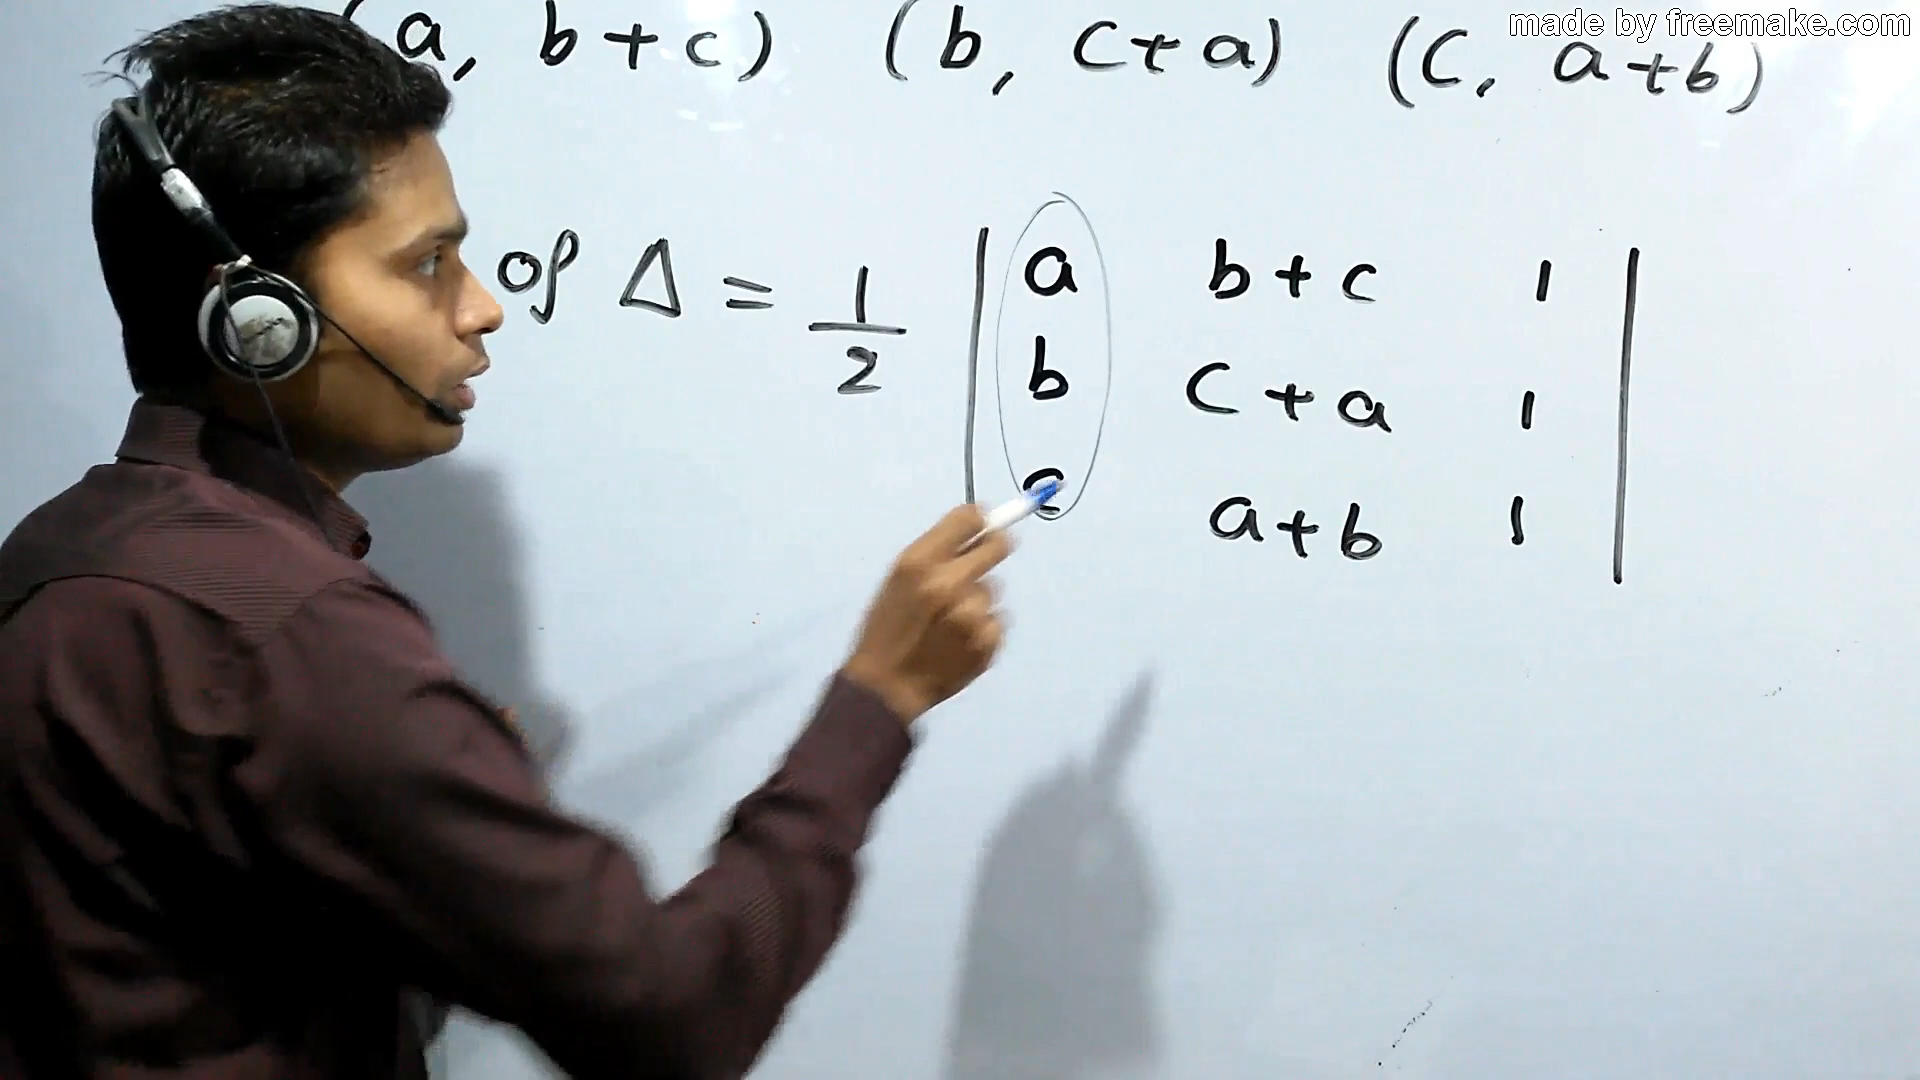 made by freemake.com
(a, b+c) (b, c+a) (c, a+b)
of Δ = 1/2 | a b+c 1 |
b c+a 1
c a+b 1